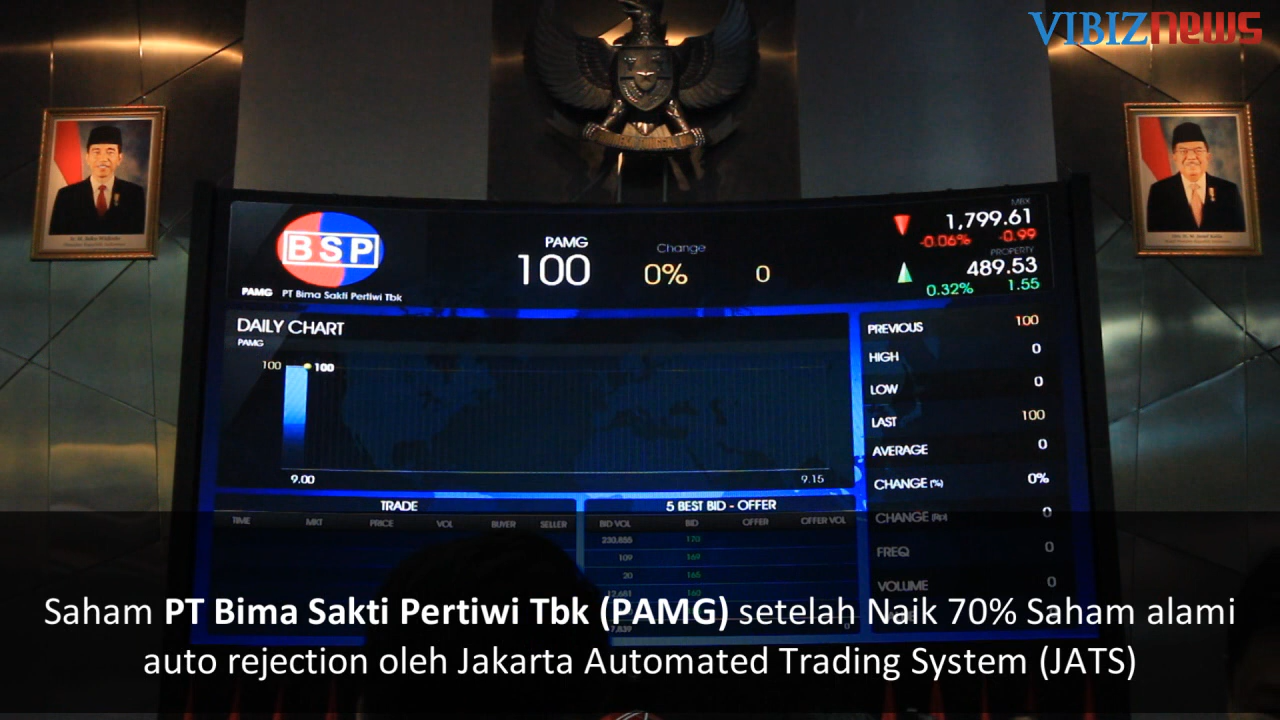 VIBIZnews
MBX
1,799.61
-0.06% -0.99
PROPERTY
489.53
0.32% 1.55
BSP
PAMG PT Bima Sakti Pertiwi Tbk
PAMG
100
Change
0% 0
DAILY CHART
PAMG
100 100
9.00 9.15
PREVIOUS 100
HIGH 0
LOW 0
LAST 100
AVERAGE 0
CHANGE (%) 0%
CHANGE (Rp) 0
FREQ 0
VOLUME 0
TRADE
TIME MKT PRICE VOL BUYER SELLER
5 BEST BID - OFFER
BID VOL BID OFFER OFFER VOL
170
109 169
20 165
160
Saham PT Bima Sakti Pertiwi Tbk (PAMG) setelah Naik 70% Saham alami
auto rejection oleh Jakarta Automated Trading System (JATS)